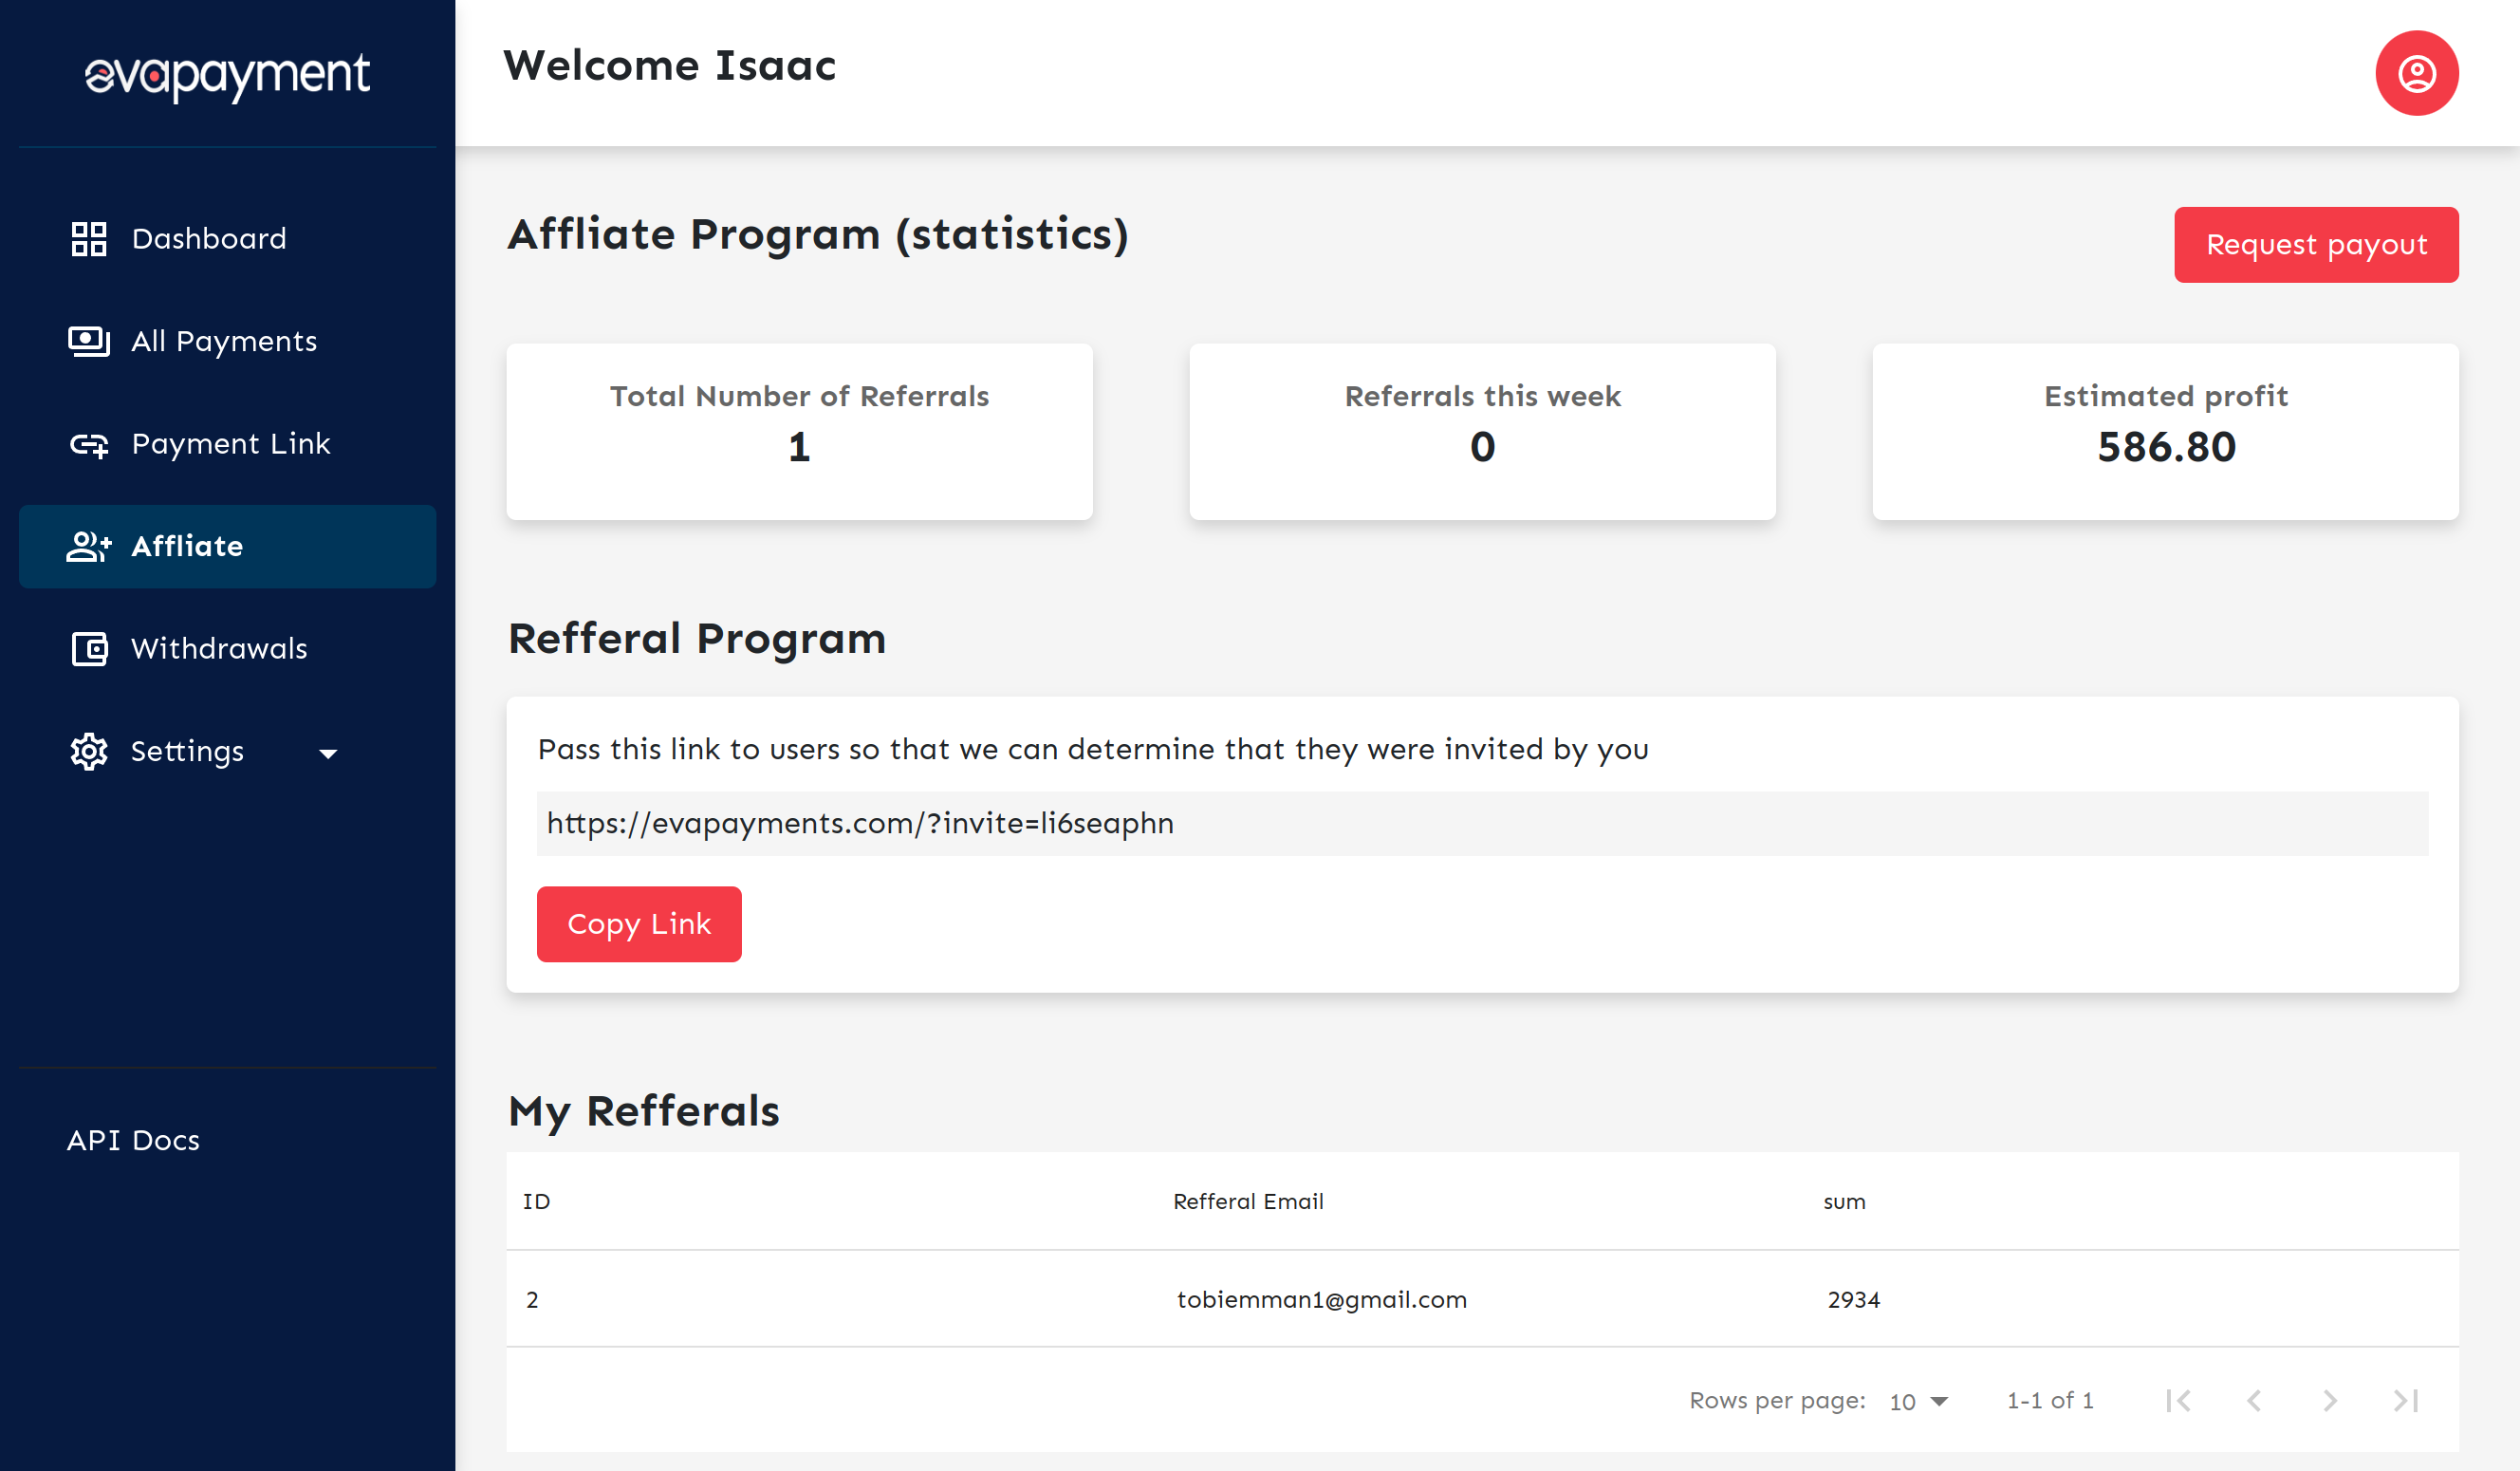 evapayment
Welcome Isaac
Dashboard
All Payments
Payment Link
Affliate
Withdrawals
Settings
API Docs
Affliate Program (statistics)
Request payout
Total Number of Referrals
1
Referrals this week
0
Estimated profit
586.80
Refferal Program
Pass this link to users so that we can determine that they were invited by you
https://evapayments.com/?invite=li6seaphn
Copy Link
My Refferals
ID Refferal Email sum
2 tobiemman1@gmail.com 2934
Rows per page: 10 1-1 of 1